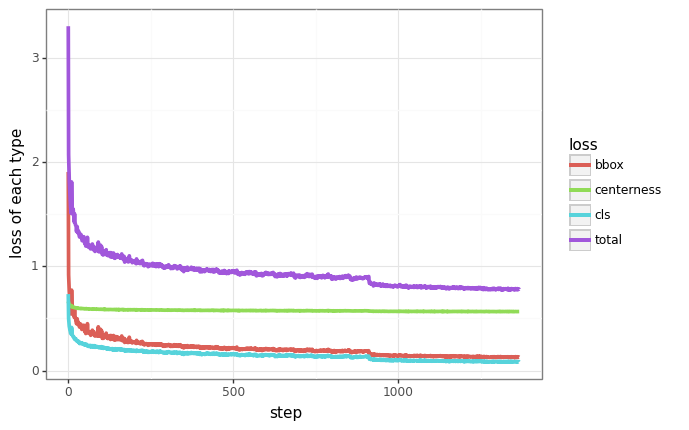 3
2
1
0
loss of each type
0
500
1000
step
loss
bbox
centerness
cls
total